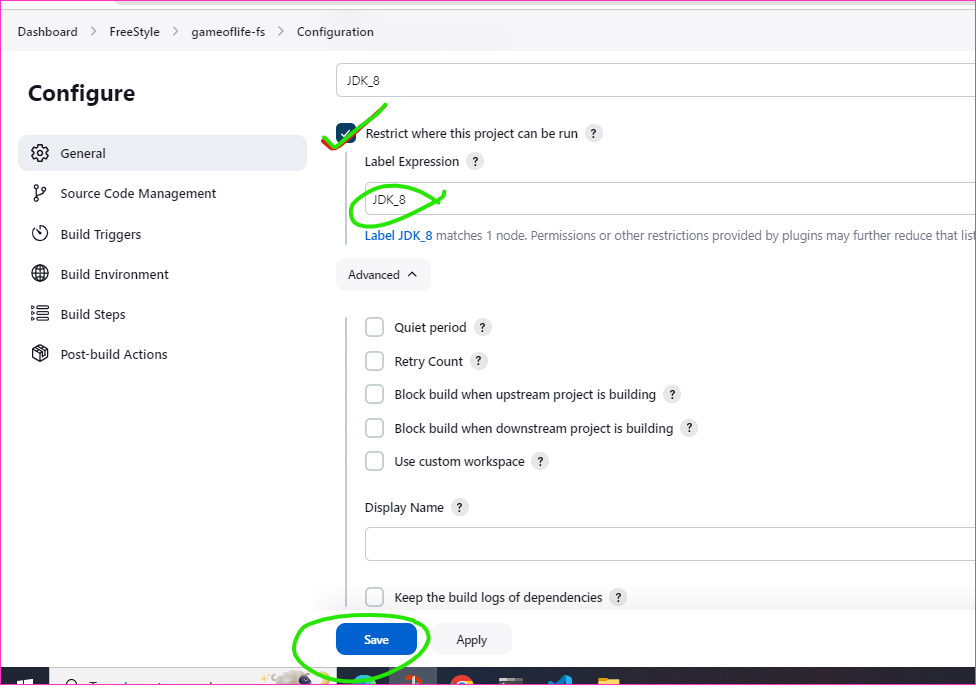 Dashboard > FreeStyle > gameoflife-fs > Configuration
Configure
General
Source Code Management
Build Triggers
Build Environment
Build Steps
Post-build Actions
JDK_8
Restrict where this project can be run ?
Label Expression ?
JDK_8
Label JDK_8 matches 1 node. Permissions or other restrictions provided by plugins may further reduce that list
Advanced
Quiet period ?
Retry Count ?
Block build when upstream project is building ?
Block build when downstream project is building ?
Use custom workspace ?
Display Name ?
Keep the build logs of dependencies ?
Save Apply